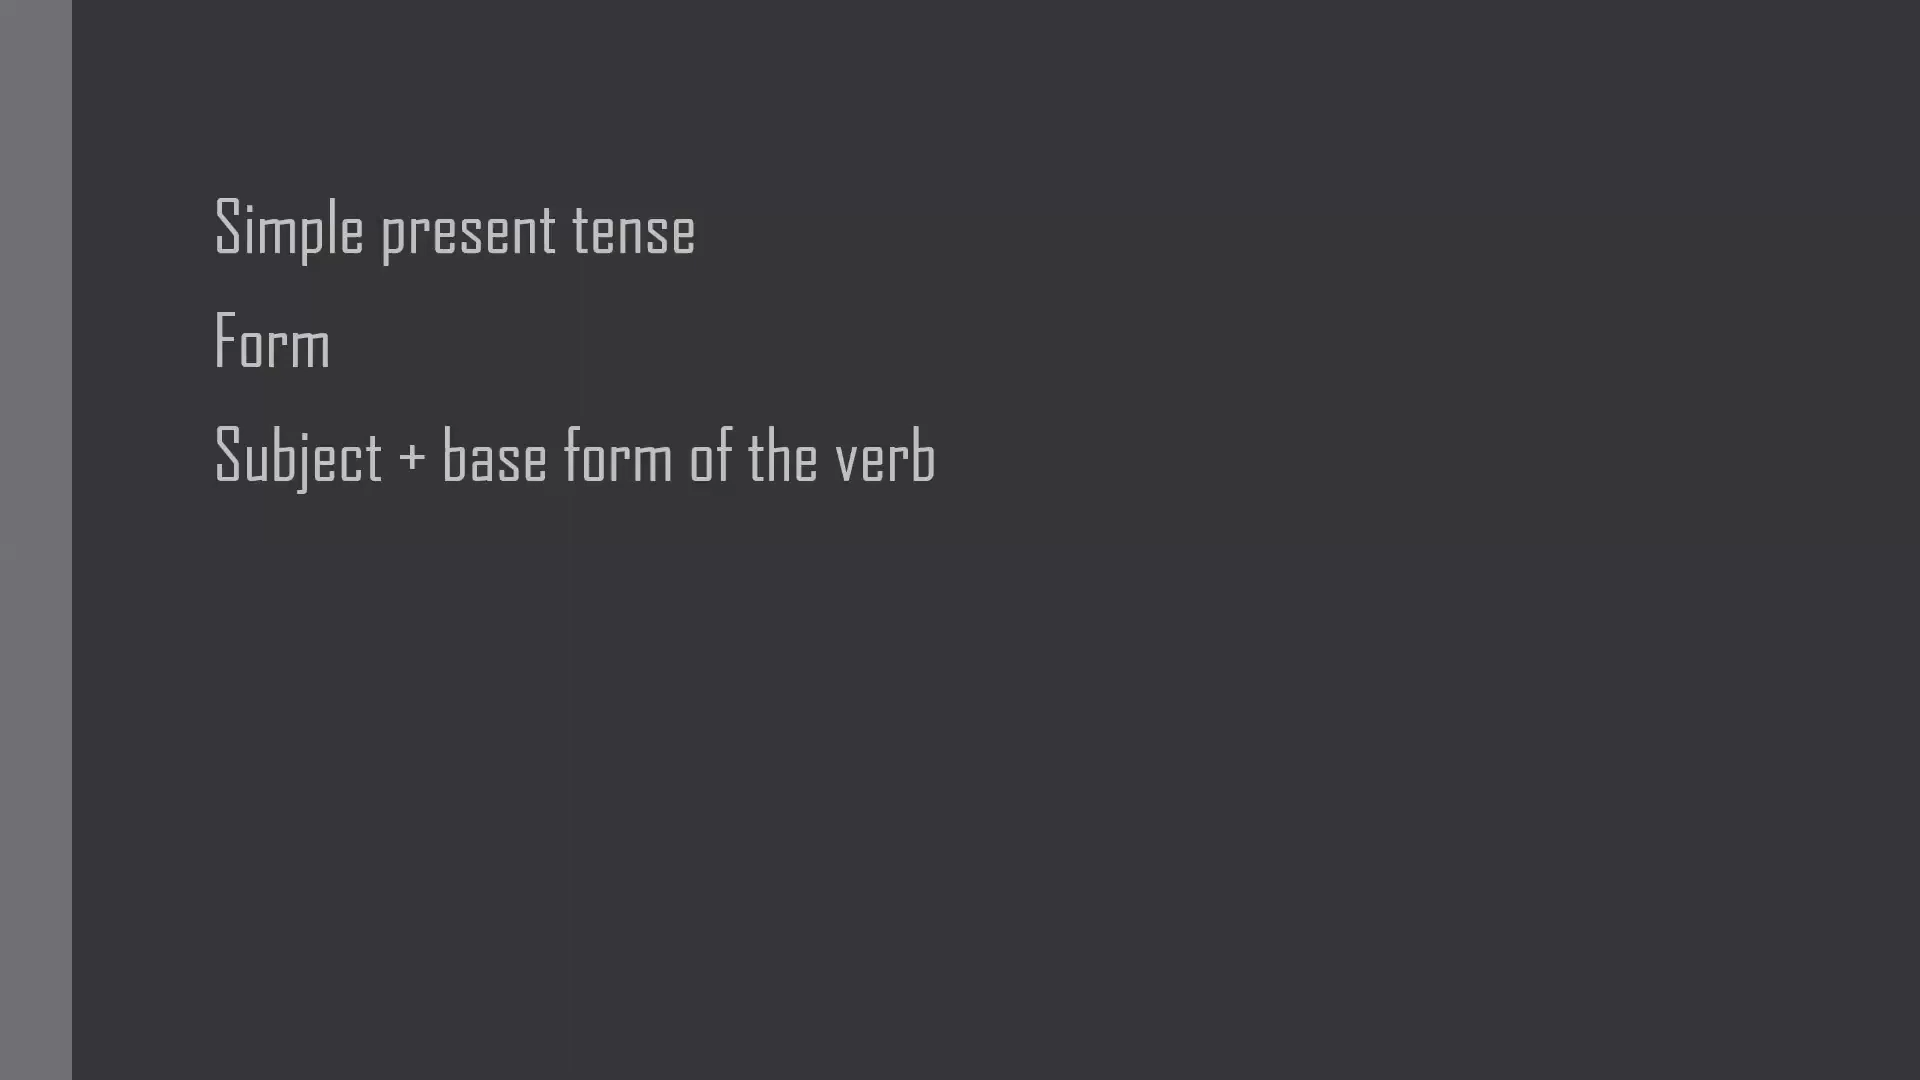 Simple present tense
Form
Subject + base form of the verb